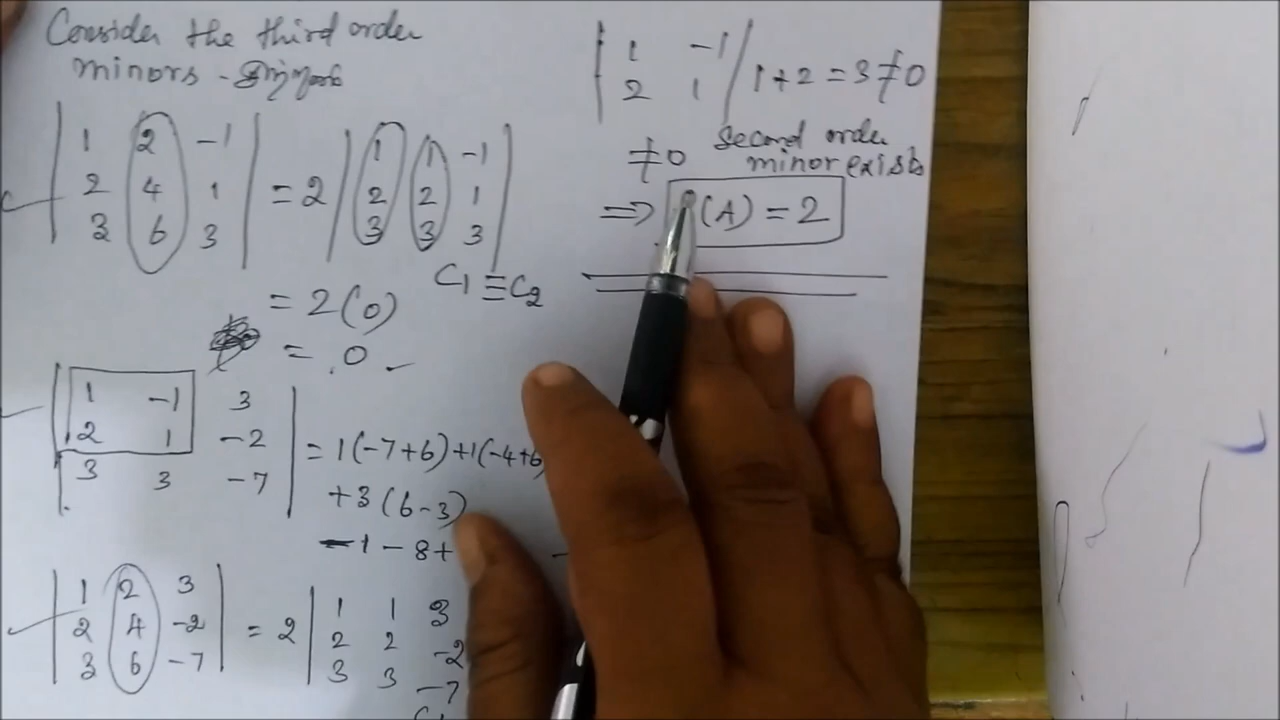 Consider the third order
minors -
| 1 2 -1 |
| 2 4 1 | = 2 | 1 1 -1 |
| 3 6 3 | | 2 2 1 |
| 3 3 3 |
C1 ≡ C2
= 2(0)
= 0
| 1 -1 3 |
| 2 1 -2 | = 1(-7+6)+1(-4+6
| 3 3 -7 |
+3(6-3)
-1 - 8+
| 1 2 3 |
| 2 4 -2 | = 2 | 1 1 3
| 3 6 -7 | | 2 2 -2
| 3 3 -7
| 1 -1 |
| 2 1 | 1+2 = 3 ≠ 0
≠ 0 second order
minor exists
⇒ (A) = 2